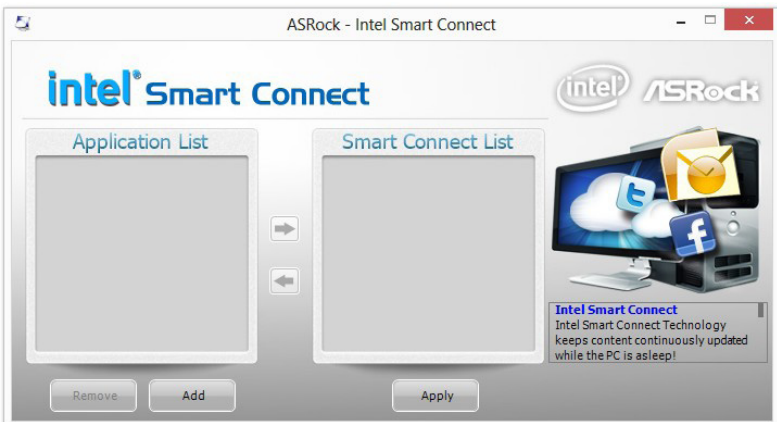 ASRock - Intel Smart Connect
intel Smart Connect
intel
ASRock
Application List
Smart Connect List
Intel Smart Connect
Intel Smart Connect Technology
keeps content continuously updated
while the PC is asleep!
Remove
Add
Apply